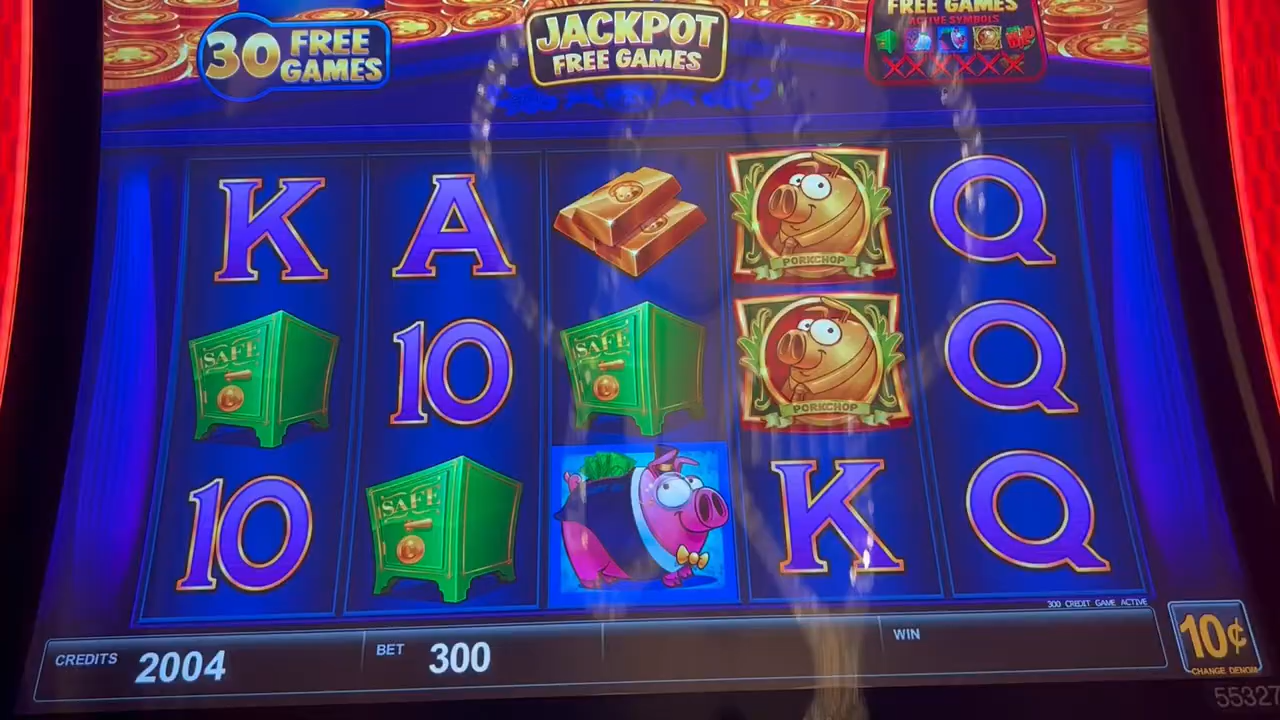 30 FREE GAMES
JACKPOT
FREE GAMES
FREE GAMES
ACTIVE SYMBOLS
K A Q
PORKCHOP
SAFE 10 SAFE Q
PORKCHOP
10 SAFE K Q
300 CREDIT GAME ACTIVE
CREDITS 2004 BET 300 WIN
10¢
CHANGE DENOM
55327